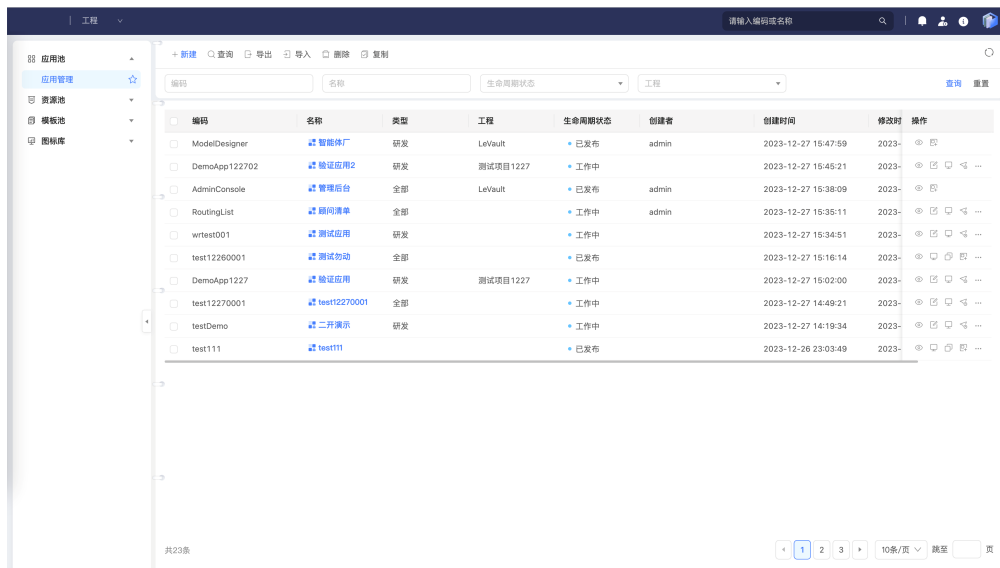 工程
请输入编码或名称
应用池
应用管理
资源池
模板池
图标库
新建 查询 导出 导入 删除 复制
编码 名称 生命周期状态 工程 查询 重置
编码 名称 类型 工程 生命周期状态 创建者 创建时间 修改时 操作
ModelDesigner 智能体厂 研发 LeVault 已发布 admin 2023-12-27 15:47:59 2023-
DemoApp122702 验证应用2 研发 测试项目1227 工作中 2023-12-27 15:45:21 2023-
AdminConsole 管理后台 全部 LeVault 已发布 admin 2023-12-27 15:38:09 2023-
RoutingList 顾问清单 全部 工作中 admin 2023-12-27 15:35:11 2023-
wrtest001 测试应用 研发 工作中 2023-12-27 15:34:51 2023-
test12260001 测试勿动 全部 已发布 2023-12-27 15:16:14 2023-
DemoApp1227 验证应用 研发 测试项目1227 工作中 2023-12-27 15:02:00 2023-
test12270001 test12270001 全部 工作中 2023-12-27 14:49:21 2023-
testDemo 二开演示 研发 工作中 2023-12-27 14:19:34 2023-
test111 test111 已发布 2023-12-26 23:03:49 2023-
共23条 1 2 3 10条/页 跳至 页